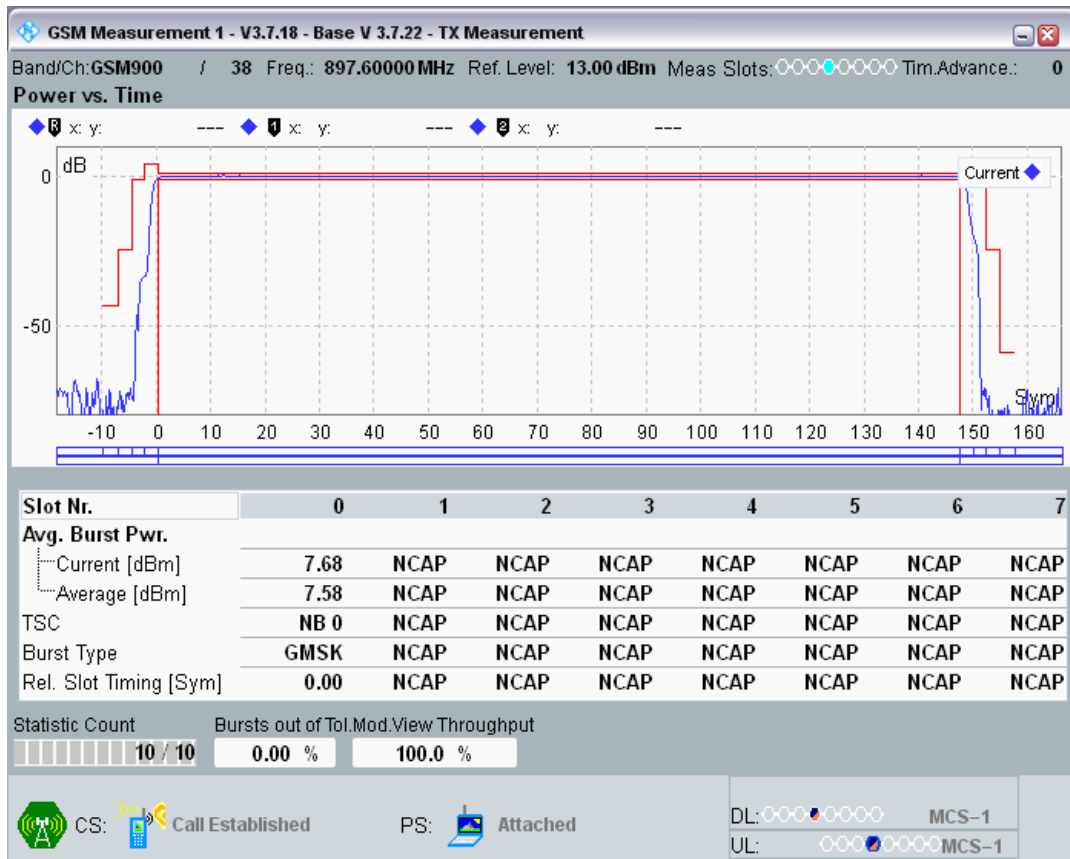 GSM Measurement 1 - V3.7.18 - Base V 3.7.22 - TX Measurement
Band/Ch:GSM900 / 38 Freq.: 897.60000 MHz Ref. Level: 13.00 dBm Meas Slots: Tim.Advance.: 0
Power vs. Time
R x: y: --- 1 x: y: --- 2 x: y: ---
dB
Current
0
-50
Sym
-10 0 10 20 30 40 50 60 70 80 90 100 110 120 130 140 150 160
Slot Nr. 0 1 2 3 4 5 6 7
Avg. Burst Pwr.
Current [dBm] 7.68 NCAP NCAP NCAP NCAP NCAP NCAP NCAP
Average [dBm] 7.58 NCAP NCAP NCAP NCAP NCAP NCAP NCAP
TSC NB 0 NCAP NCAP NCAP NCAP NCAP NCAP NCAP
Burst Type GMSK NCAP NCAP NCAP NCAP NCAP NCAP NCAP
Rel. Slot Timing [Sym] 0.00 NCAP NCAP NCAP NCAP NCAP NCAP NCAP
Statistic Count Bursts out of Tol. Mod.View Throughput
10 / 10 0.00 % 100.0 %
CS: Call Established PS: Attached
DL: MCS-1
UL: MCS-1